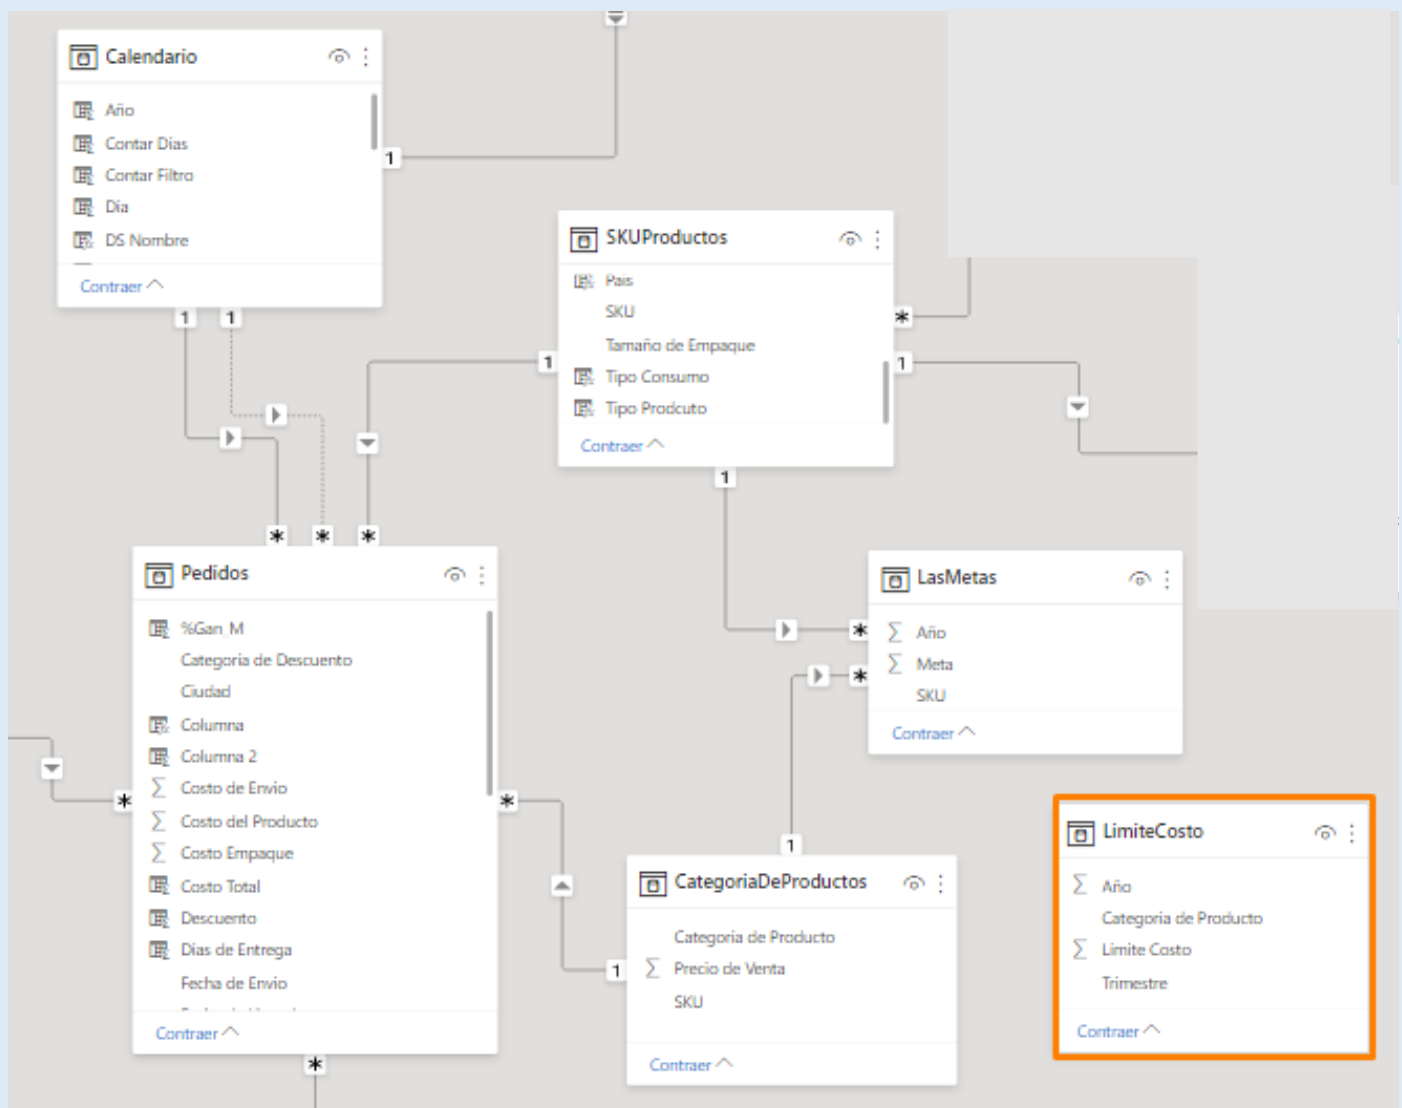 Calendario
Año
Contar Dias
Contar Filtro
Dia
DS Nombre
Contraer
1
1
1
SKUProductos
Pais
SKU
Tamaño de Empaque
Tipo Consumo
Tipo Prodcuto
Contraer
1
*
1
1
*
*
*
Pedidos
%Gan_M
Categoria de Descuento
Ciudad
Columna
Columna 2
Costo de Envio
Costo del Producto
Costo Empaque
Costo Total
Descuento
Dias de Entrega
Fecha de Envio
Contraer
*
*
*
LasMetas
Año
Meta
SKU
Contraer
*
*
1
CategoriaDeProductos
Categoria de Producto
Precio de Venta
SKU
Contraer
1
LimiteCosto
Año
Categoria de Producto
Limite Costo
Trimestre
Contraer